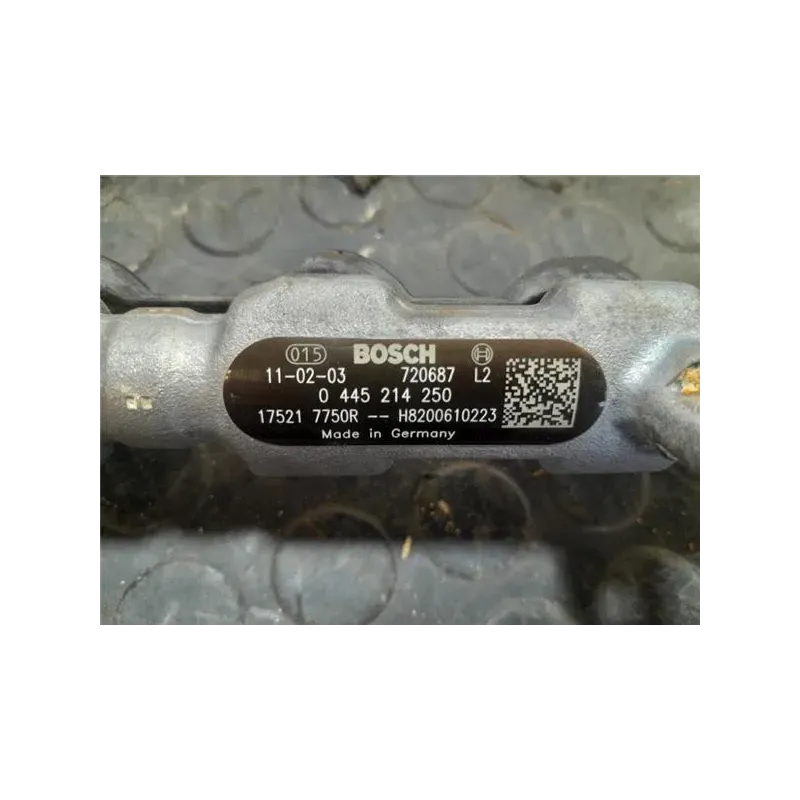 015 BOSCH
11-02-03 720687 L2
0 445 214 250
17521 7750R -- H8200610223
Made in Germany